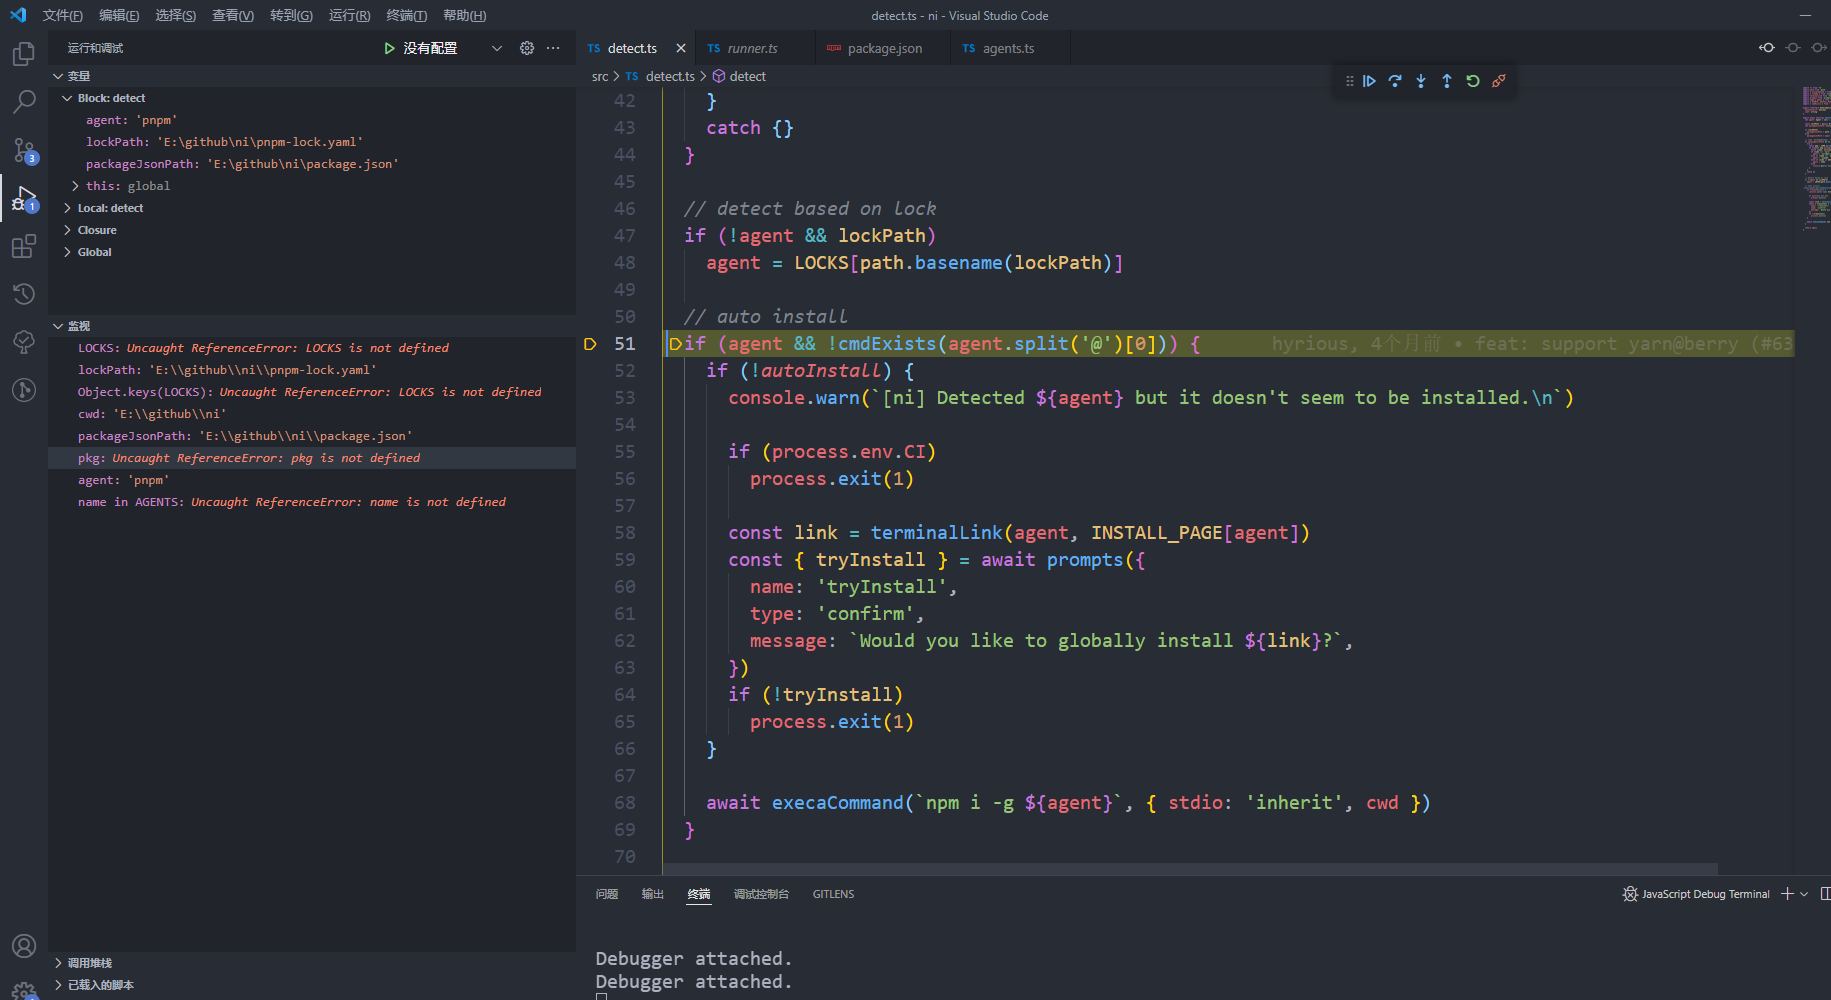 文件(F) 编辑(E) 选择(S) 查看(V) 转到(G) 运行(R) 终端(T) 帮助(H)
detect.ts - ni - Visual Studio Code
运行和调试
没有配置
变量
Block: detect
agent: 'pnpm'
lockPath: 'E:\github\ni\pnpm-lock.yaml'
packageJsonPath: 'E:\github\ni\package.json'
this: global
Local: detect
Closure
Global
监视
LOCKS: Uncaught ReferenceError: LOCKS is not defined
lockPath: 'E:\\github\\ni\\pnpm-lock.yaml'
Object.keys(LOCKS): Uncaught ReferenceError: LOCKS is not defined
cwd: 'E:\\github\\ni'
packageJsonPath: 'E:\\github\\ni\\package.json'
pkg: Uncaught ReferenceError: pkg is not defined
agent: 'pnpm'
name in AGENTS: Uncaught ReferenceError: name is not defined
调用堆栈
已载入的脚本
3
1
TS detect.ts
TS runner.ts
package.json
TS agents.ts
src > TS detect.ts > detect
42 }
43 catch {}
44 }
45
46 // detect based on lock
47 if (!agent && lockPath)
48 agent = LOCKS[path.basename(lockPath)]
49
50 // auto install
51 if (agent && !cmdExists(agent.split('@')[0])) { hyrious, 4个月前 • feat: support yarn@berry (#63
52 if (!autoInstall) {
53 console.warn(`[ni] Detected ${agent} but it doesn't seem to be installed.\n`)
54
55 if (process.env.CI)
56 process.exit(1)
57
58 const link = terminalLink(agent, INSTALL_PAGE[agent])
59 const { tryInstall } = await prompts({
60 name: 'tryInstall',
61 type: 'confirm',
62 message: `Would you like to globally install ${link}?`,
63 })
64 if (!tryInstall)
65 process.exit(1)
66 }
67
68 await execaCommand(`npm i -g ${agent}`, { stdio: 'inherit', cwd })
69 }
70
问题 输出 终端 调试控制台 GITLENS
JavaScript Debug Terminal
Debugger attached.
Debugger attached.